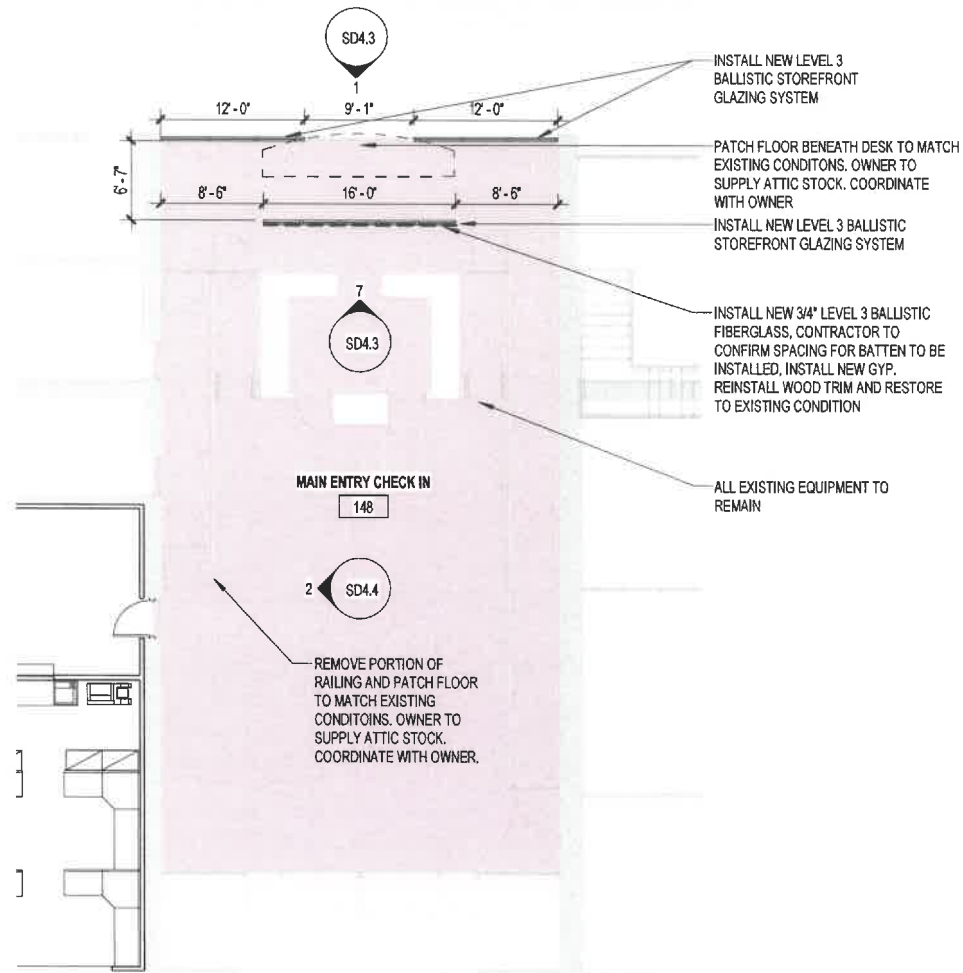 SD4.3
1
12' - 0"
9' - 1"
12' - 0"
6' - 7"
8' - 6"
16' - 0"
8' - 6"
INSTALL NEW LEVEL 3
BALLISTIC STOREFRONT
GLAZING SYSTEM
PATCH FLOOR BENEATH DESK TO MATCH
EXISTING CONDITONS. OWNER TO
SUPPLY ATTIC STOCK. COORDINATE
WITH OWNER
INSTALL NEW LEVEL 3 BALLISTIC
STOREFRONT GLAZING SYSTEM
7
SD4.3
INSTALL NEW 3/4" LEVEL 3 BALLISTIC
FIBERGLASS, CONTRACTOR TO
CONFIRM SPACING FOR BATTEN TO BE
INSTALLED, INSTALL NEW GYP.
REINSTALL WOOD TRIM AND RESTORE
TO EXISTING CONDITION
ALL EXISTING EQUIPMENT TO
REMAIN
MAIN ENTRY CHECK IN
148
2
SD4.4
REMOVE PORTION OF
RAILING AND PATCH FLOOR
TO MATCH EXISTING
CONDITOINS. OWNER TO
SUPPLY ATTIC STOCK.
COORDINATE WITH OWNER.